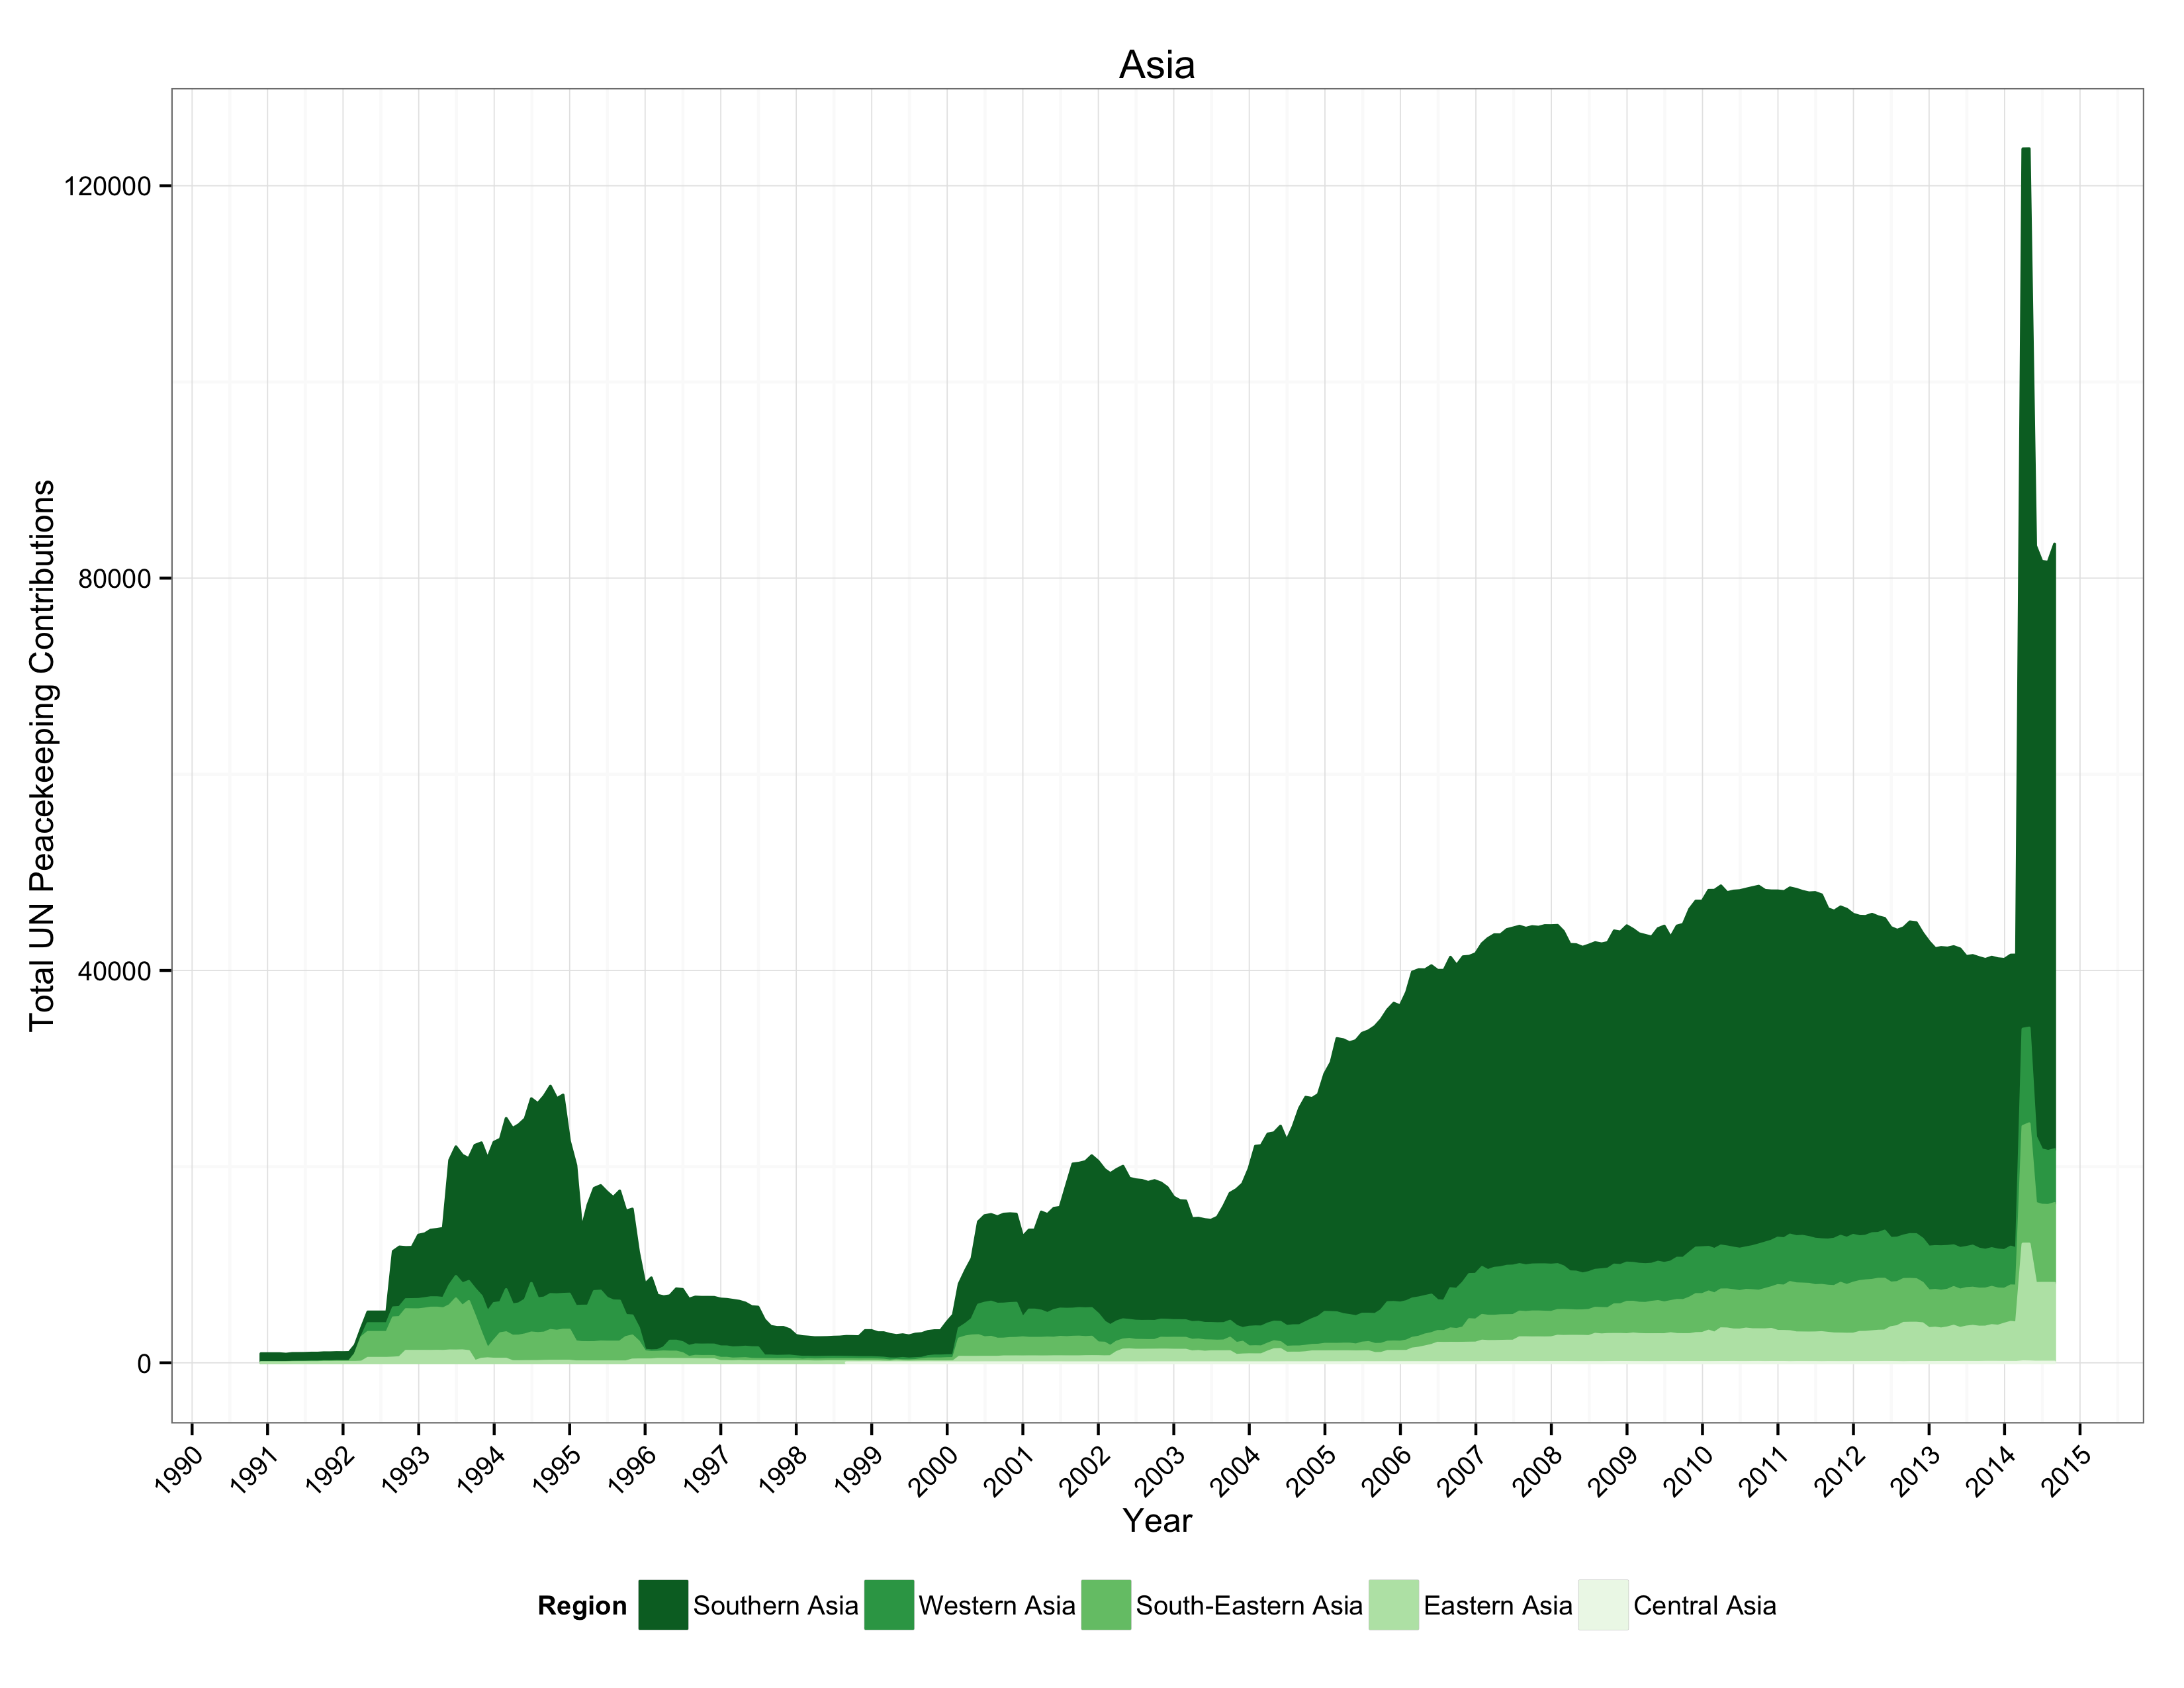 Asia
Total UN Peacekeeping Contributions
120000
80000
40000
0
1990 1991 1992 1993 1994 1995 1996 1997 1998 1999 2000 2001 2002 2003 2004 2005 2006 2007 2008 2009 2010 2011 2012 2013 2014 2015
Year
Region Southern Asia Western Asia South-Eastern Asia Eastern Asia Central Asia